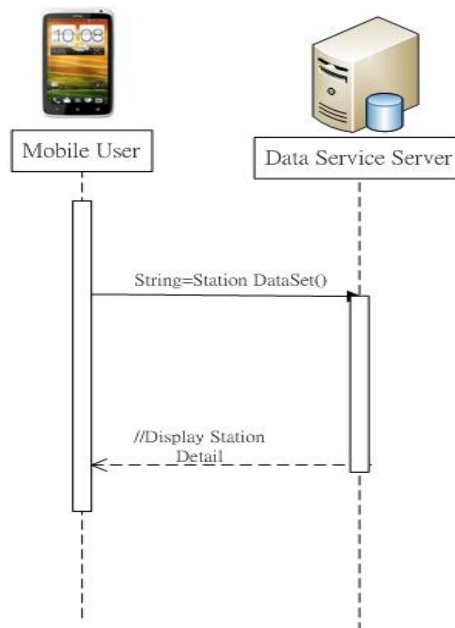 10:08
Mobile User
Data Service Server
String=Station DataSet()
//Display Station
Detail